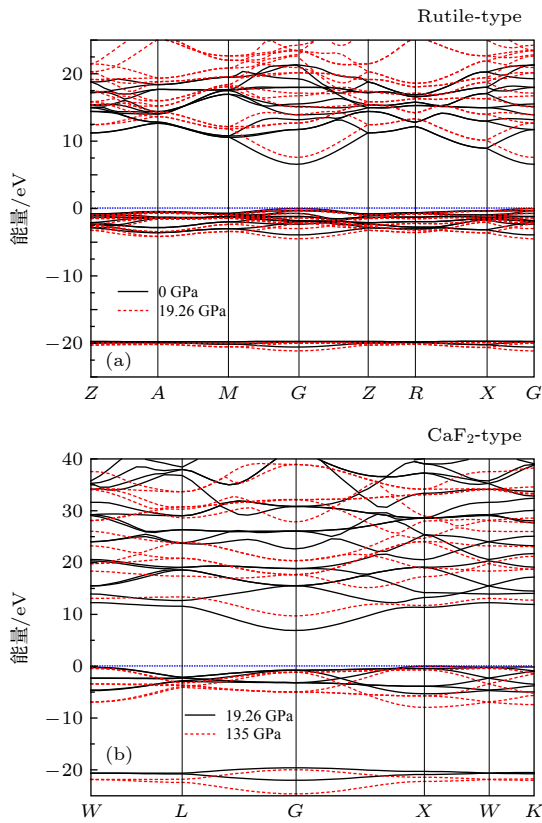 Rutile-type
20
10
0
−10
−20
能量/eV
0 GPa
19.26 GPa
(a)
Z A M G Z R X G
CaF₂-type
40
30
20
10
0
−10
−20
能量/eV
19.26 GPa
135 GPa
(b)
W L G X W K